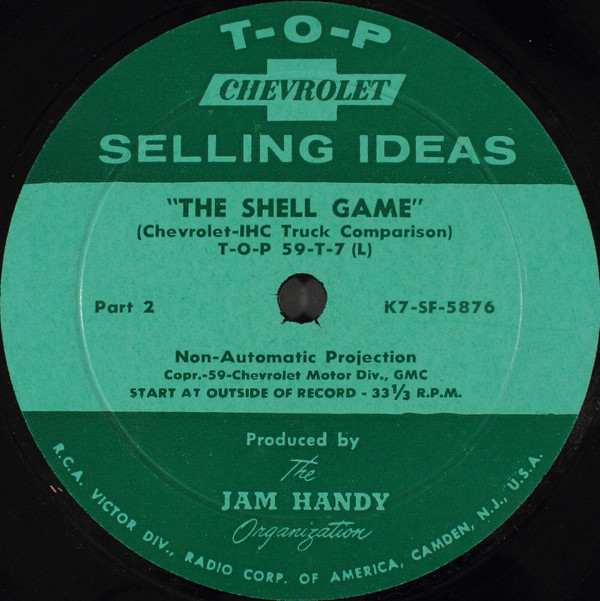 T-O-P
CHEVROLET
SELLING IDEAS
"THE SHELL GAME"
(Chevrolet-IHC Truck Comparison)
T-O-P 59-T-7 (L)
Part 2
K7-SF-5876
Non-Automatic Projection
Copr.-59-Chevrolet Motor Div., GMC
START AT OUTSIDE OF RECORD - 33 1/3 R.P.M.
Produced by
The
JAM HANDY
Organization
R.C.A. VICTOR DIV., RADIO CORP. OF AMERICA, CAMDEN, N.J., U.S.A.